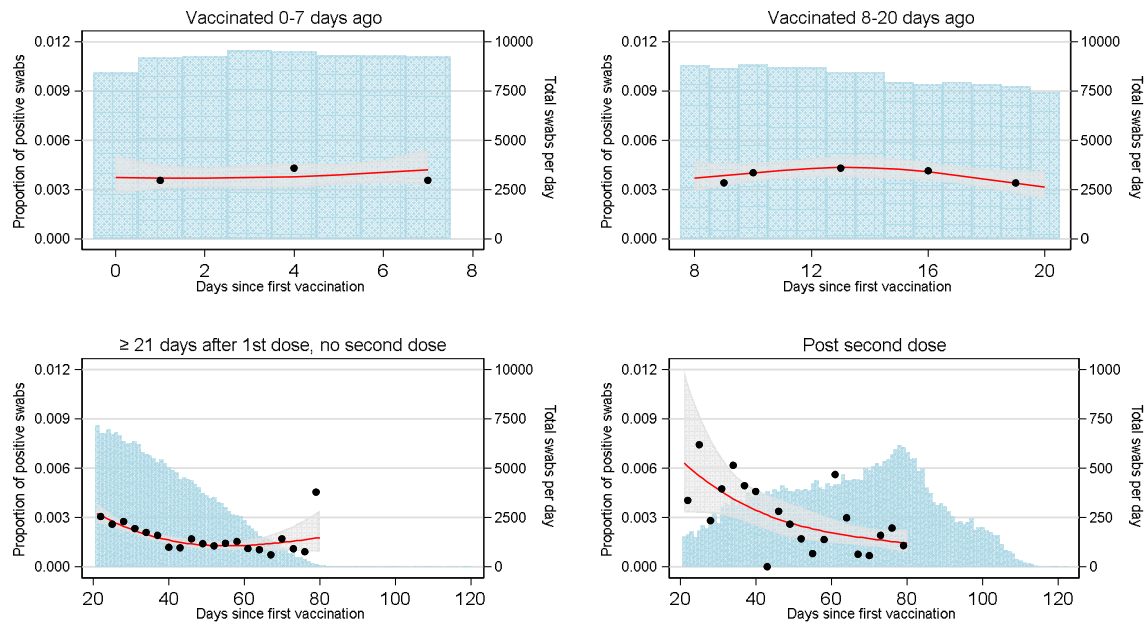 Vaccinated 0-7 days ago
Proportion of positive swabs
0.012
0.009
0.006
0.003
0.000
10000
7500
5000
2500
0
Total swabs per day
0 2 4 6 8
Days since first vaccination
Vaccinated 8-20 days ago
Proportion of positive swabs
0.012
0.009
0.006
0.003
0.000
10000
7500
5000
2500
0
Total swabs per day
8 12 16 20
Days since first vaccination
≥ 21 days after 1st dose, no second dose
Proportion of positive swabs
0.012
0.009
0.006
0.003
0.000
10000
7500
5000
2500
0
Total swabs per day
20 40 60 80 100 120
Days since first vaccination
Post second dose
Proportion of positive swabs
0.012
0.009
0.006
0.003
0.000
1000
750
500
250
0
Total swabs per day
20 40 60 80 100 120
Days since first vaccination